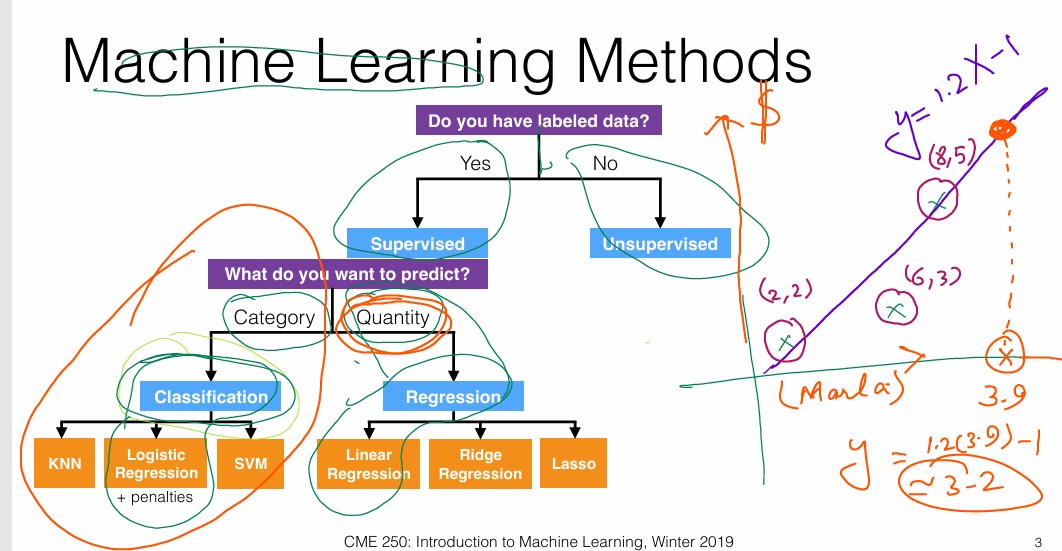 Machine Learning Methods
Do you have labeled data?
Yes
No
Supervised
Unsupervised
What do you want to predict?
Category
Quantity
Classification
Regression
KNN
Logistic
Regression
+ penalties
SVM
Linear
Regression
Ridge
Regression
Lasso
$
y=1.2X-1
(8,5)
(6,3)
(2,2)
(Marla)
3.9
y = 1.2(3.9)-1
≃ 3-2
CME 250: Introduction to Machine Learning, Winter 2019
3